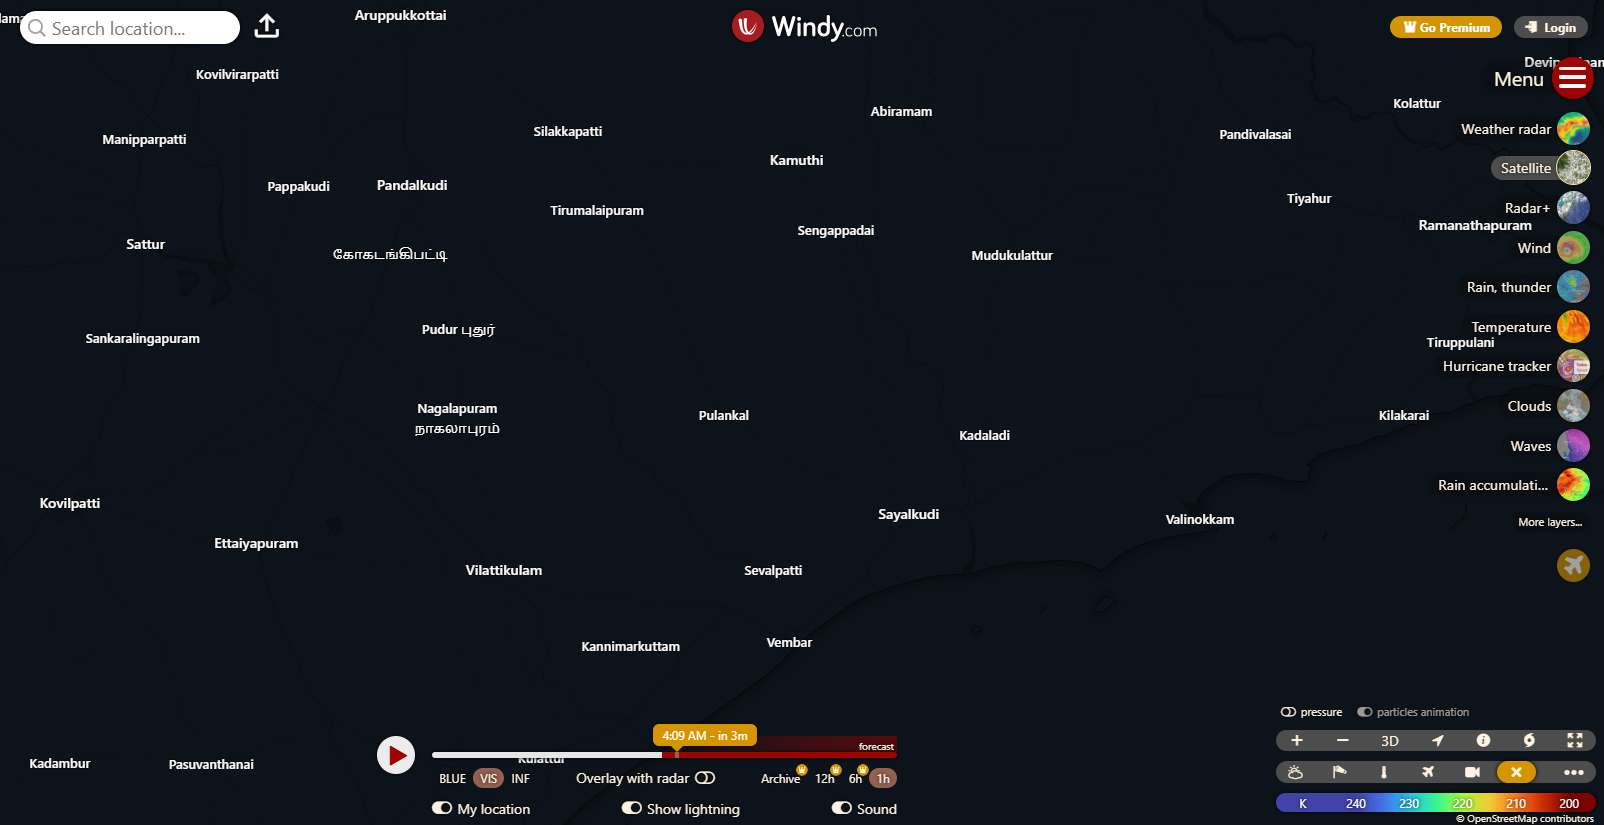 Aruppukkottai
Search location...
Windy.com
Go Premium
Login
Kovilvirarpatti
Menu
Kolattur
Abiramam
Weather radar
Silakkapatti
Pandivalasai
Manipparpatti
Kamuthi
Satellite
Pappakudi
Pandalkudi
Tiyahur
Radar+
Tirumalaipuram
Ramanathapuram
Sengappadai
Sattur
Wind
கோகடங்கிபட்டி
Mudukulattur
Rain, thunder
Temperature
Pudur புதுர்
Sankaralingapuram
Tiruppulani
Hurricane tracker
Nagalapuram
நாகலாபுரம்
Clouds
Pulankal
Kilakarai
Kadaladi
Waves
Rain accumulati...
Kovilpatti
Sayalkudi
Valinokkam
More layers...
Ettaiyapuram
Vilattikulam
Sevalpatti
Kannimarkuttam
Vembar
pressure
particles animation
4:09 AM - in 3m
forecast
3D
Kadambur
Pasuvanthanai
Kulattur
BLUE VIS INF
Overlay with radar
Archive 12h 6h 1h
My location
Show lightning
Sound
K 240 230 220 210 200
© OpenStreetMap contributors